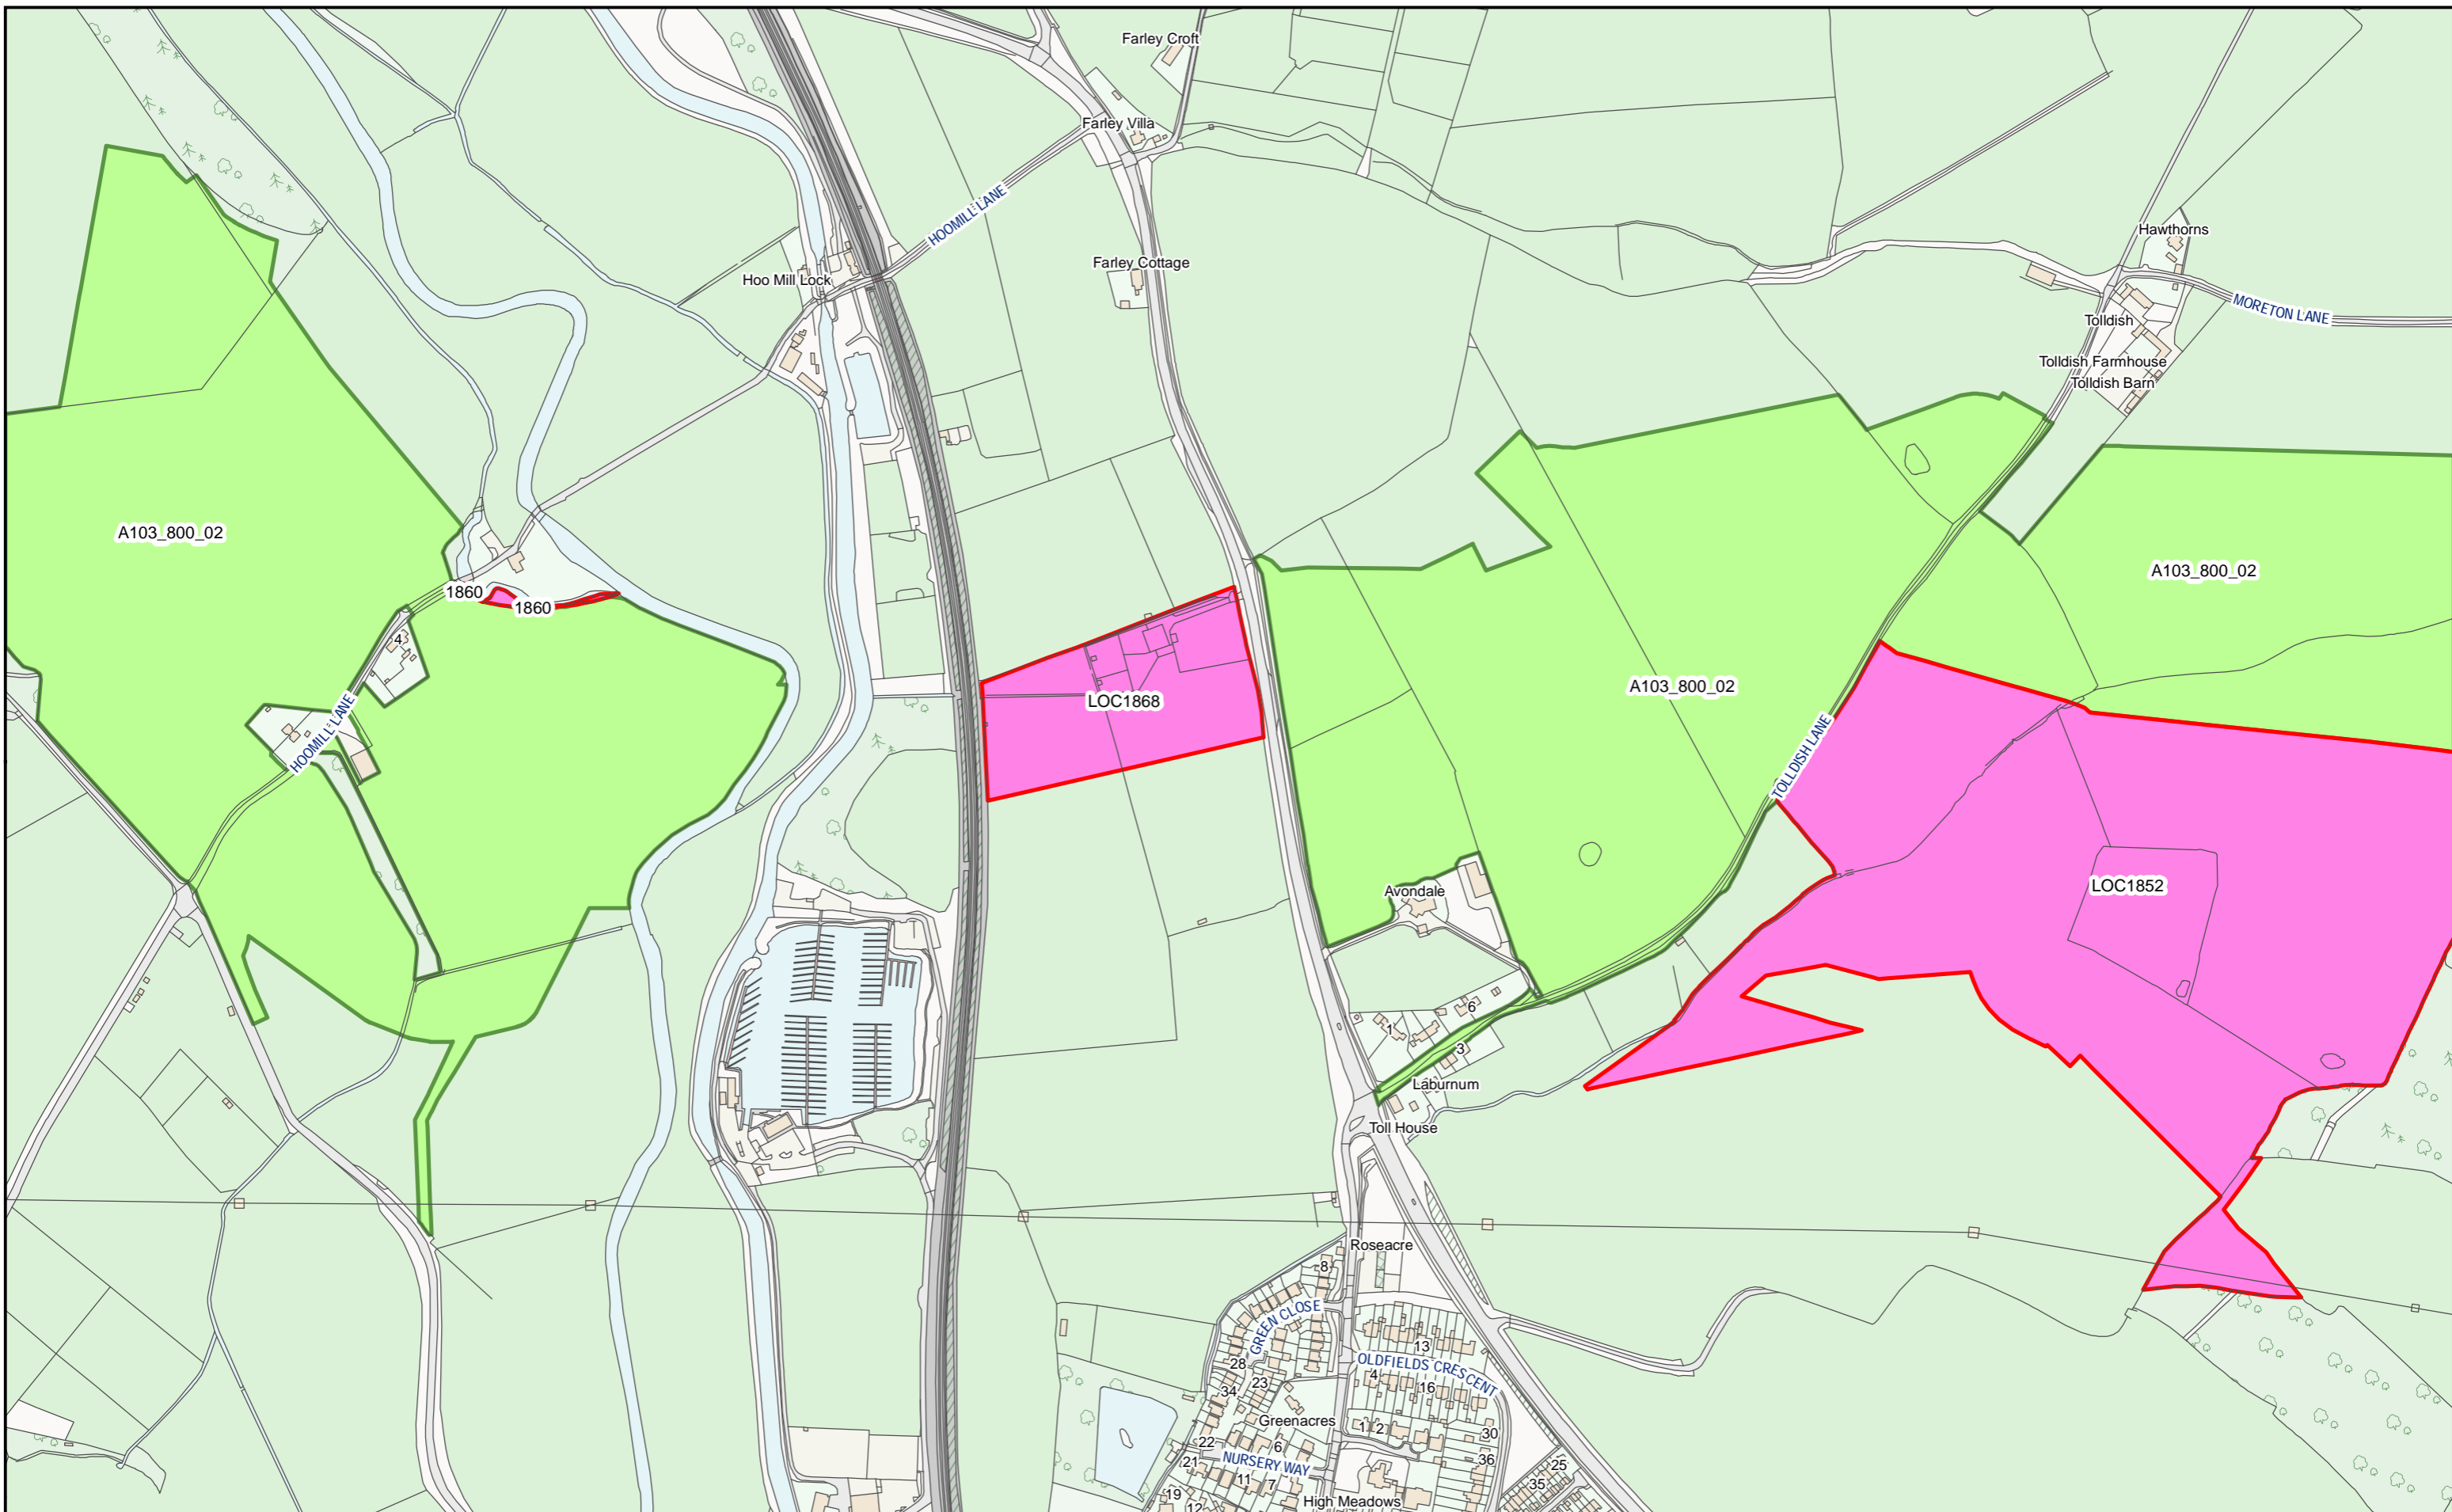 Farley Croft
Farley Villa
HOOMILL LANE
Hawthorns
Farley Cottage
Hoo Mill Lock
MORETON LANE
Tolldish
Tolldish Farmhouse
Tolldish Barn
A103_800_02
A103_800_02
1860
1860
4
A103_800_02
LOC1868
HOOMILL LANE
TOLLDISH LANE
LOC1852
Avondale
6
1
3
Laburnum
Toll House
Roseacre
8
GREEN CLOSE
13
OLDFIELDS CRESCENT
28
4
23
16
34
Greenacres
1
2
30
22
6
36
21
NURSERY WAY
25
11
7
35
19
High Meadows
12